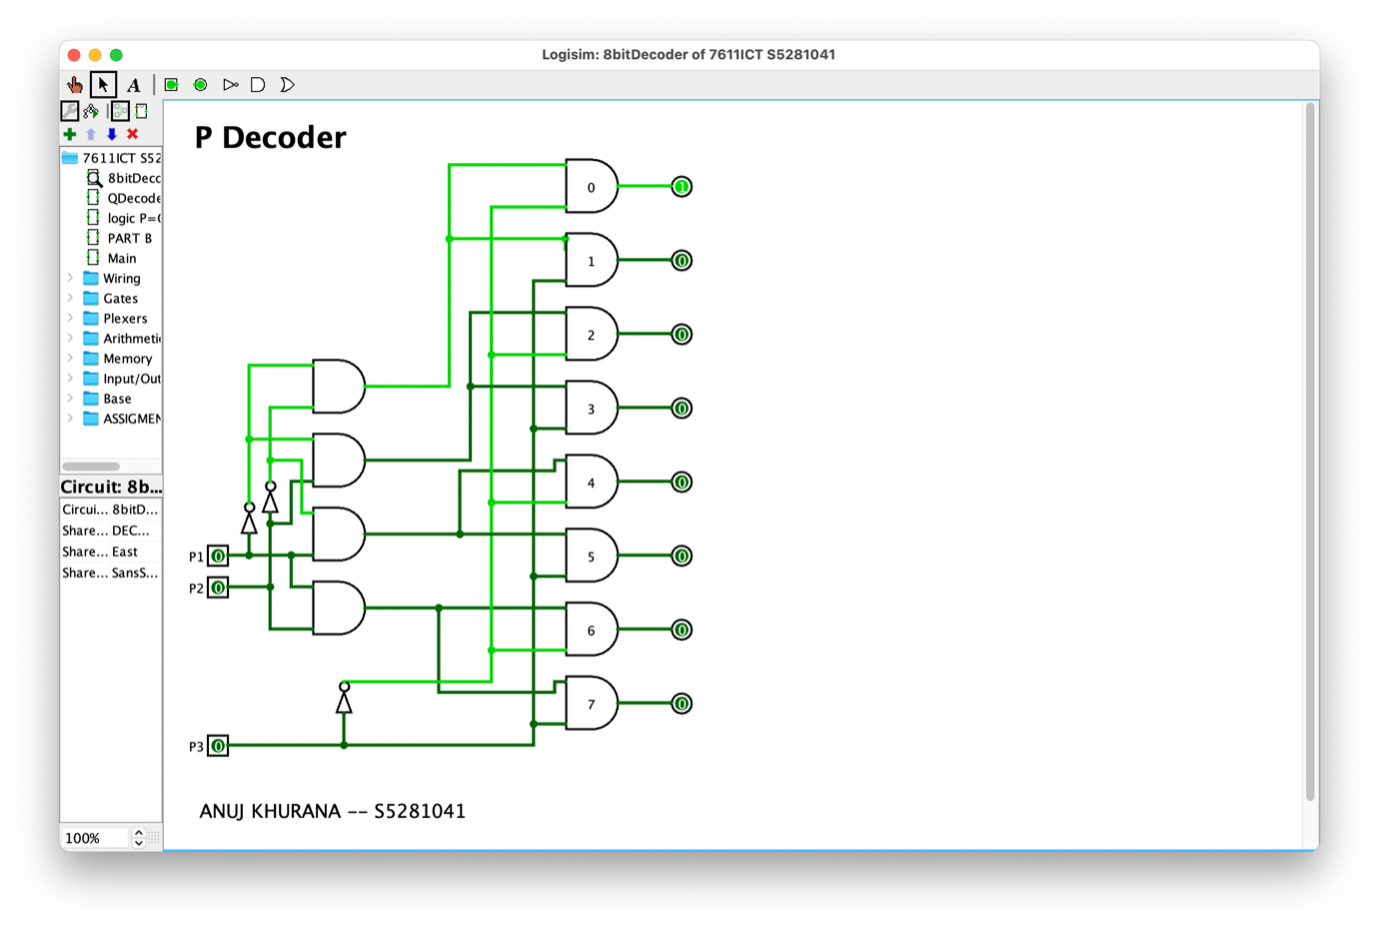 Logisim: 8bitDecoder of 7611ICT S5281041
A
7611ICT S52
8bitDecc
QDecode
logic P=(
PART B
Main
Wiring
Gates
Plexers
Arithmeti
Memory
Input/Out
Base
ASSIGMEN
Circuit: 8b...
Circui... 8bitD...
Share... DEC...
Share... East
Share... SansS...
100%
P Decoder
0 1
1 0
2 0
3 0
4 0
5 0
6 0
7 0
P1 0
P2 0
P3 0
ANUJ KHURANA -- S5281041